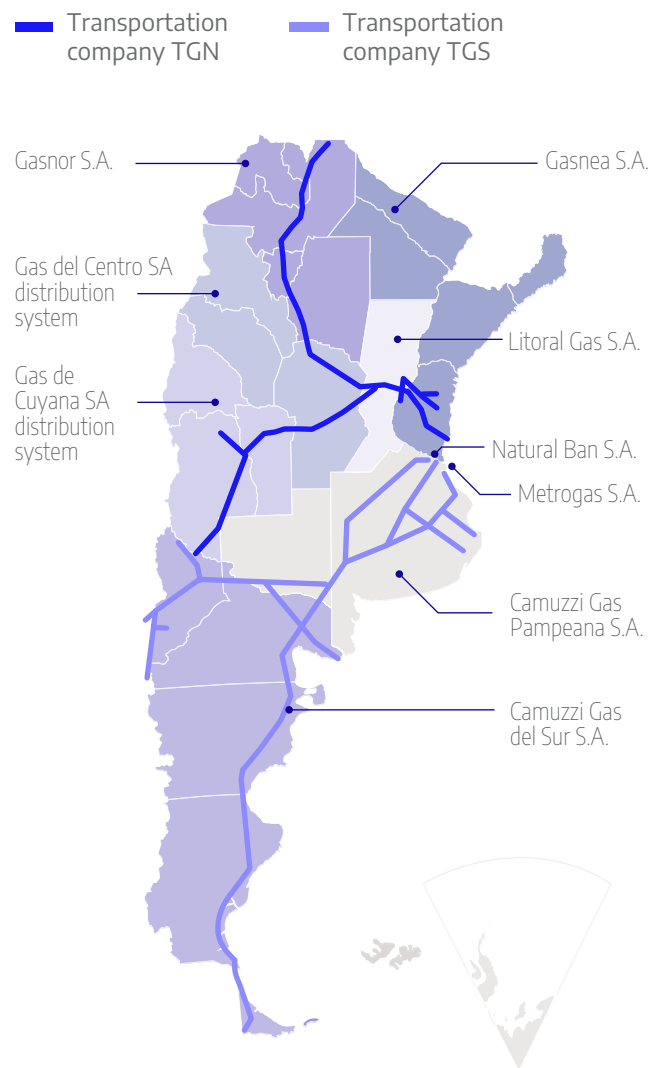 Transportation
company TGN
Transportation
company TGS
Gasnor S.A.
Gasnea S.A.
Gas del Centro SA
distribution
system
Litoral Gas S.A.
Gas de
Cuyana SA
distribution
system
Natural Ban S.A.
Metrogas S.A.
Camuzzi Gas
Pampeana S.A.
Camuzzi Gas
del Sur S.A.